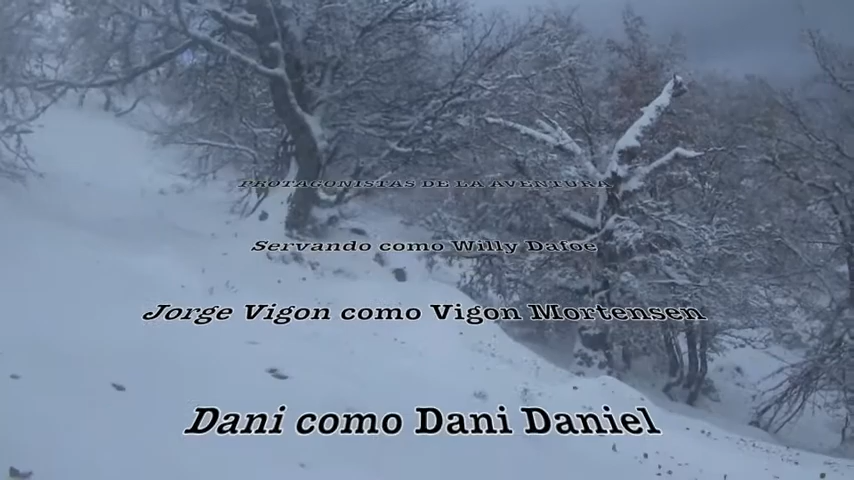 PROTAGONISTAS DE LA AVENTURA
Servando como Willy Dafoe
Jorge Vigon como Vigon Mortensen
Dani como Dani Daniel